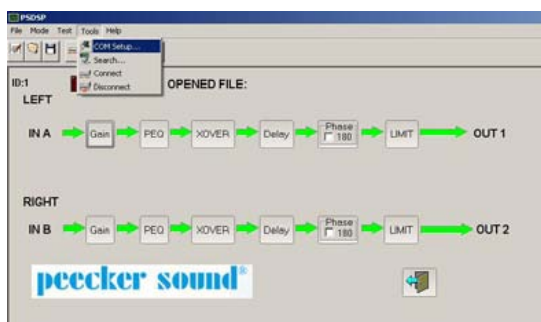 PSDSP
File Mode Test Tools Help
COM Setup...
Search...
Connect
Disconnect
ID:1
OPENED FILE:
LEFT
IN A Gain PEQ XOVER Delay Phase 180 LIMIT OUT 1
RIGHT
IN B Gain PEQ XOVER Delay Phase 180 LIMIT OUT 2
peecker sound®